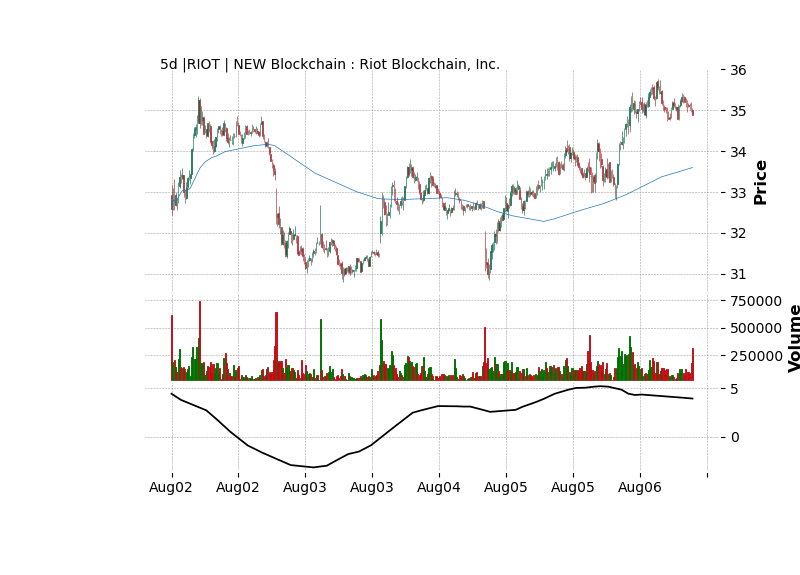 5d |RIOT | NEW Blockchain : Riot Blockchain, Inc.
36
35
34
33
32
31
Price
750000
500000
250000
Volume
5
0
Aug02 Aug02 Aug03 Aug03 Aug04 Aug05 Aug05 Aug06